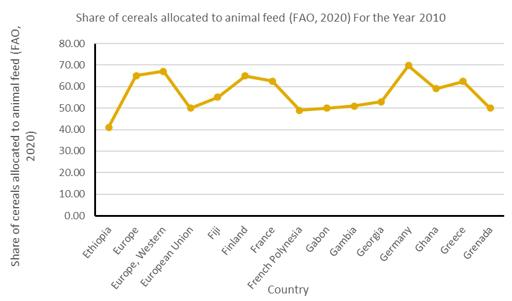 Share of cereals allocated to animal feed (FAO, 2020) For the Year 2010
Share of cereals allocated to animal feed (FAO,
2020)
80.00
70.00
60.00
50.00
40.00
30.00
20.00
10.00
0.00
Ethiopia
Europe
Europe, Western
European Union
Fiji
Finland
France
French Polynesia
Gabon
Gambia
Georgia
Germany
Ghana
Greece
Grenada
Country